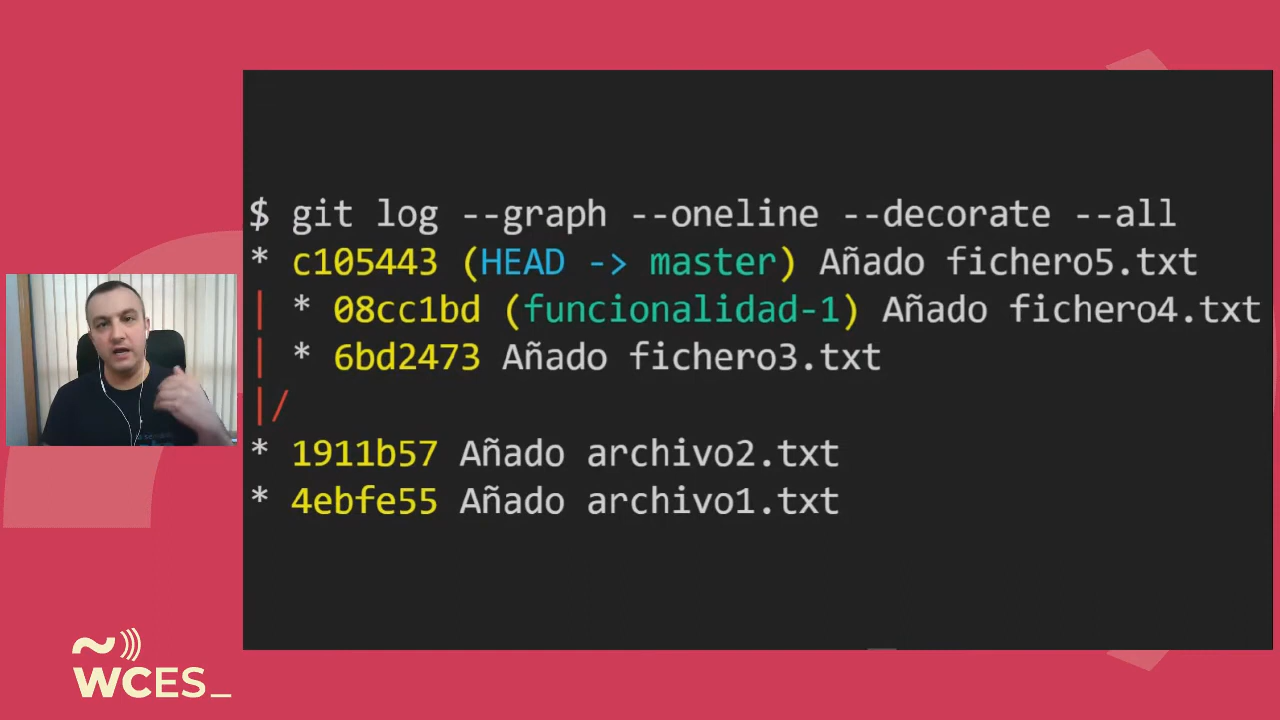 $ git log --graph --oneline --decorate --all
* c105443 (HEAD -> master) Añado fichero5.txt
| * 08cc1bd (funcionalidad-1) Añado fichero4.txt
| * 6bd2473 Añado fichero3.txt
|/
* 1911b57 Añado archivo2.txt
* 4ebfe55 Añado archivo1.txt
WCES_